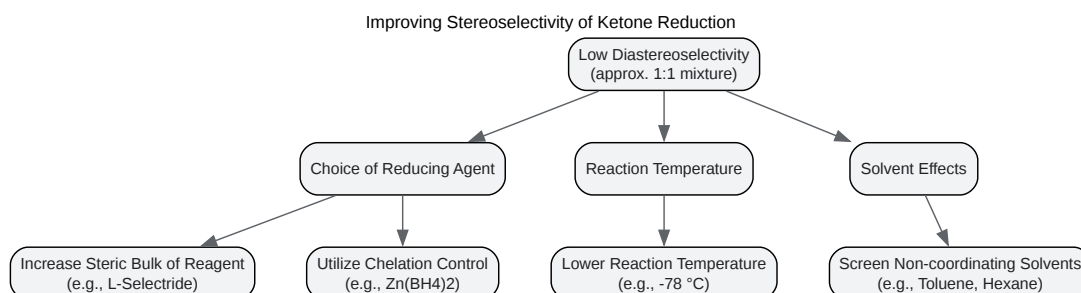 Improving Stereoselectivity of Ketone Reduction
Low Diastereoselectivity
(approx. 1:1 mixture)
Choice of Reducing Agent
Reaction Temperature
Solvent Effects
Increase Steric Bulk of Reagent
(e.g., L-Selectride)
Utilize Chelation Control
(e.g., Zn(BH4)2)
Lower Reaction Temperature
(e.g., -78 °C)
Screen Non-coordinating Solvents
(e.g., Toluene, Hexane)